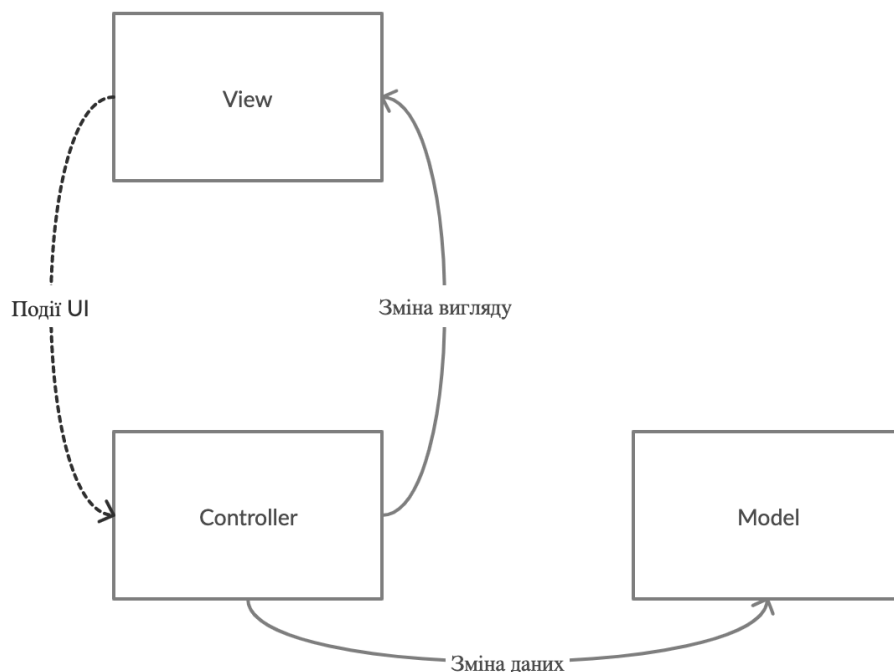 View
Події UI
Зміна вигляду
Controller
Model
Зміна даних